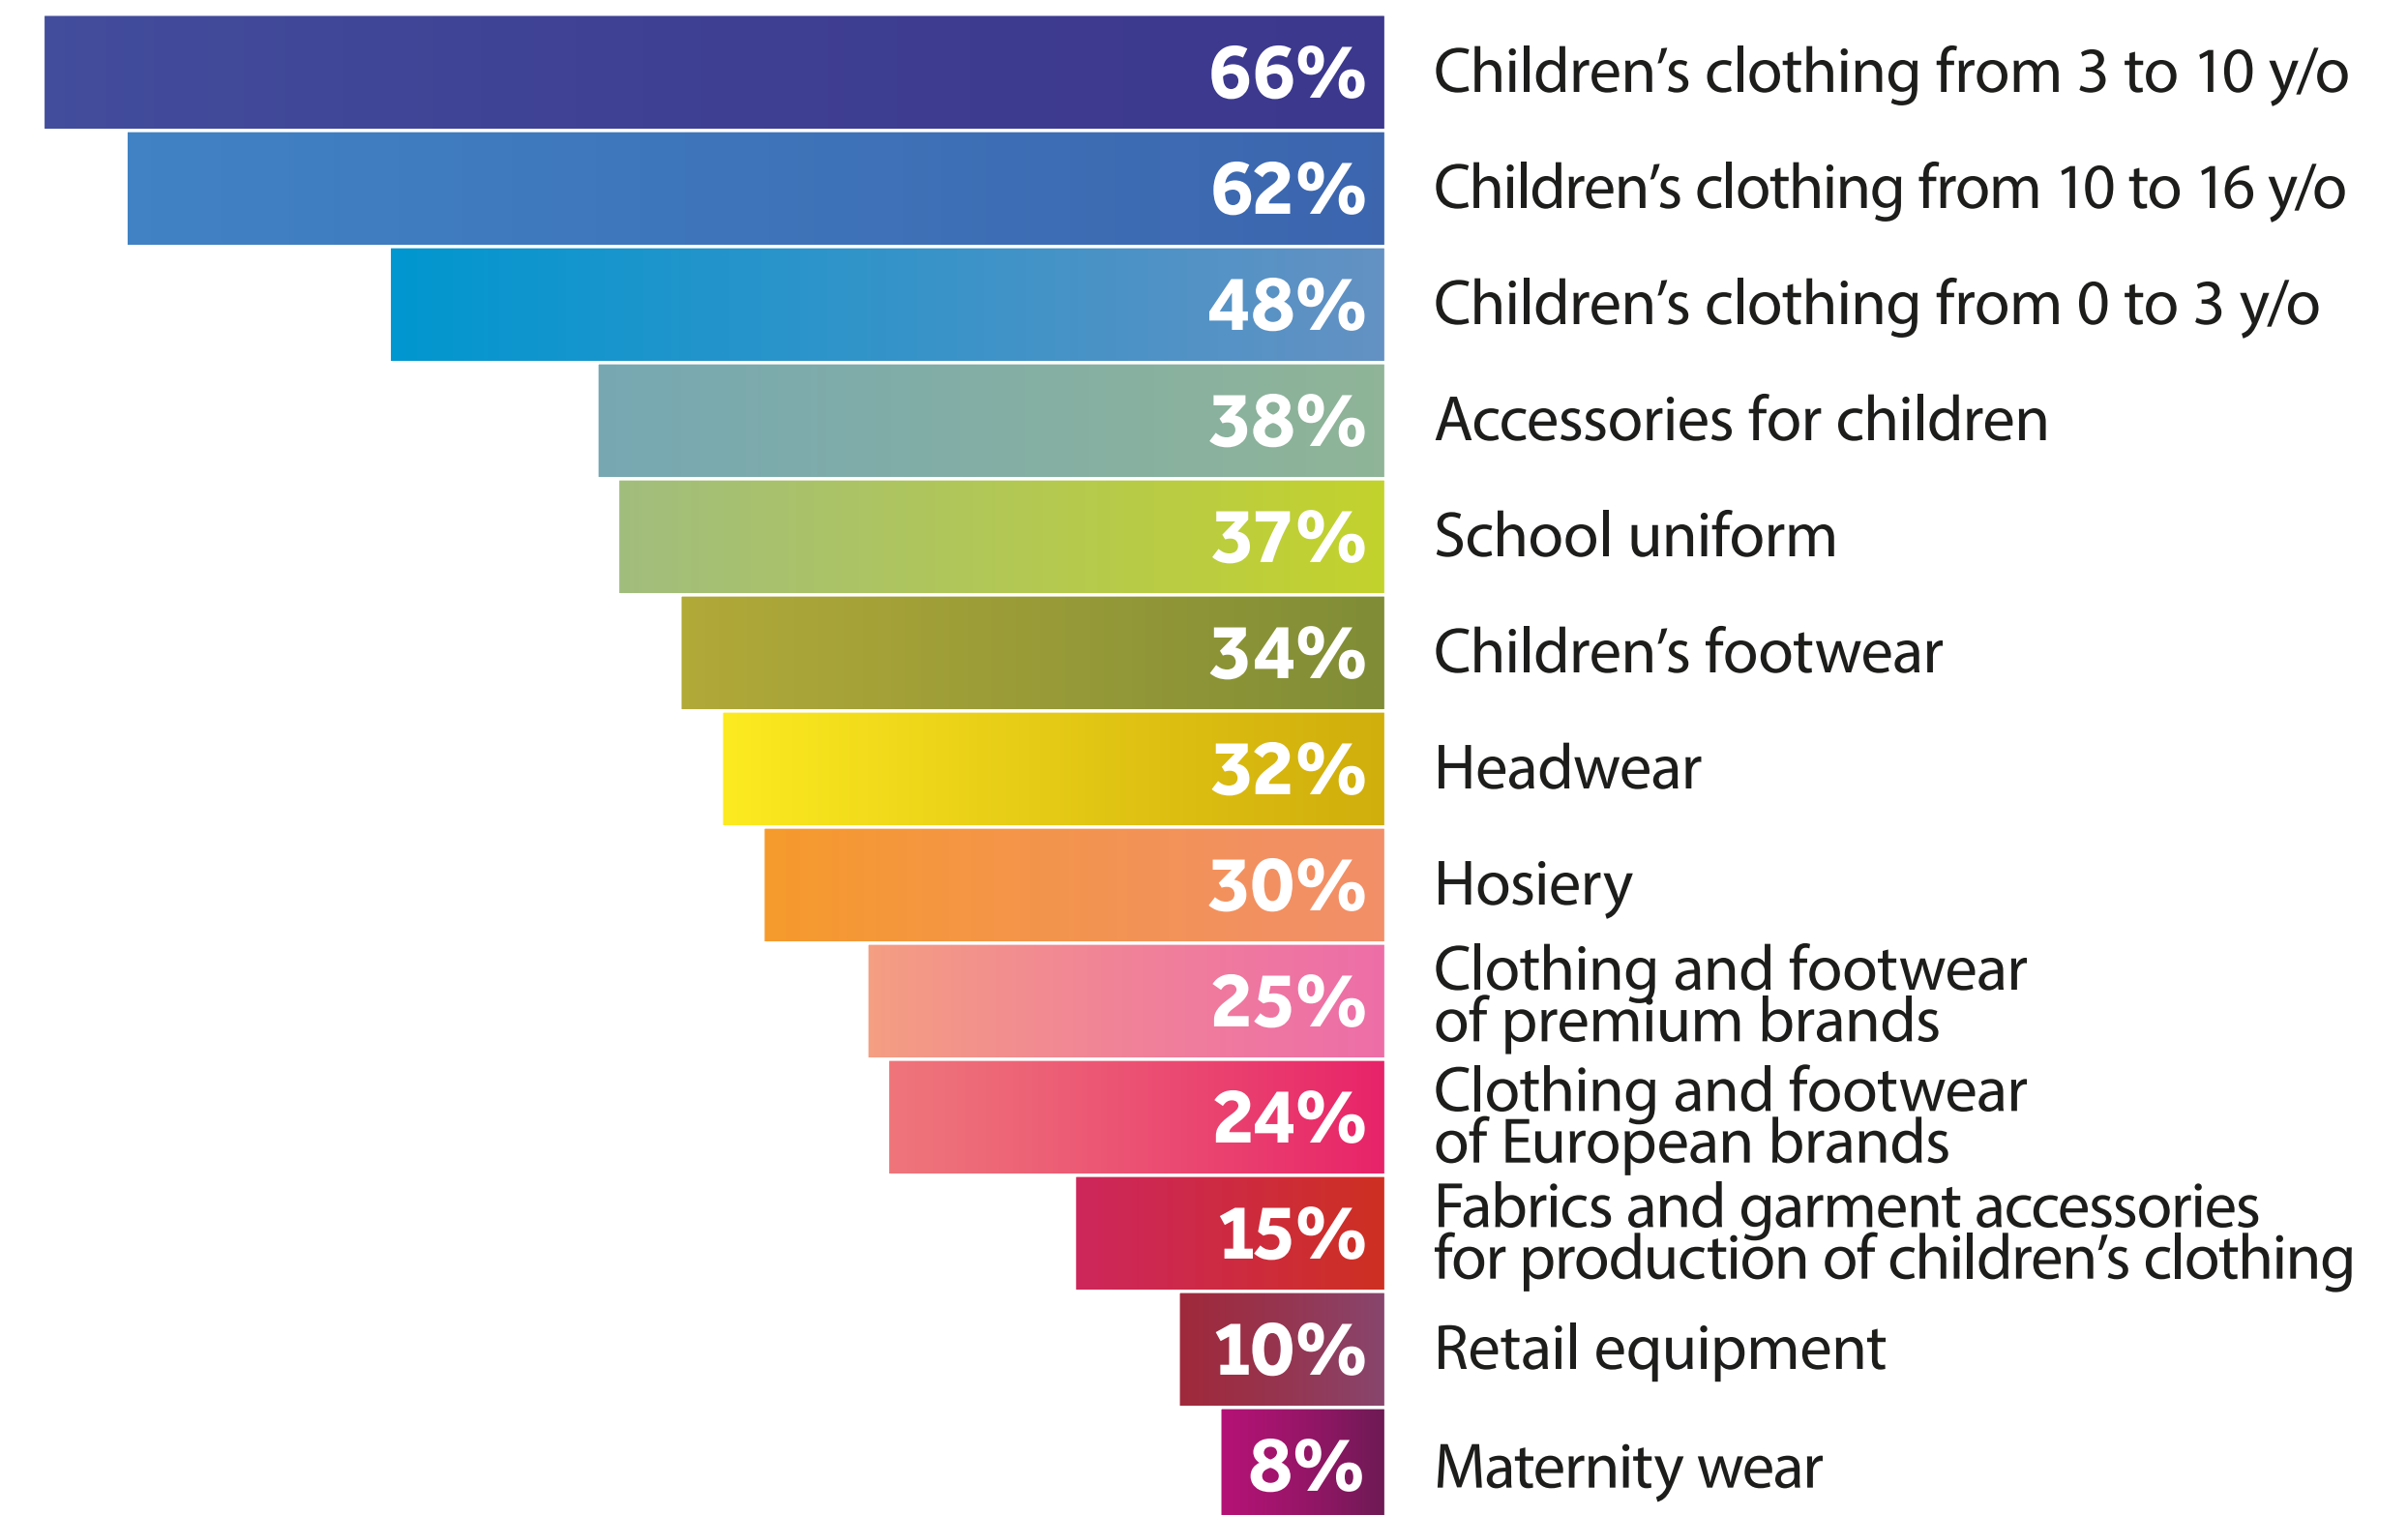 66% Children’s clothing from 3 to 10 y/o
62% Children’s clothing from 10 to 16 y/o
48% Children’s clothing from 0 to 3 y/o
38% Accessories for children
37% School uniform
34% Children’s footwear
32% Headwear
30% Hosiery
25% Clothing and footwear
of premium brands
24% Clothing and footwear
of European brands
15% Fabrics and garment accessories
for production of children’s clothing
10% Retail equipment
8% Maternity wear